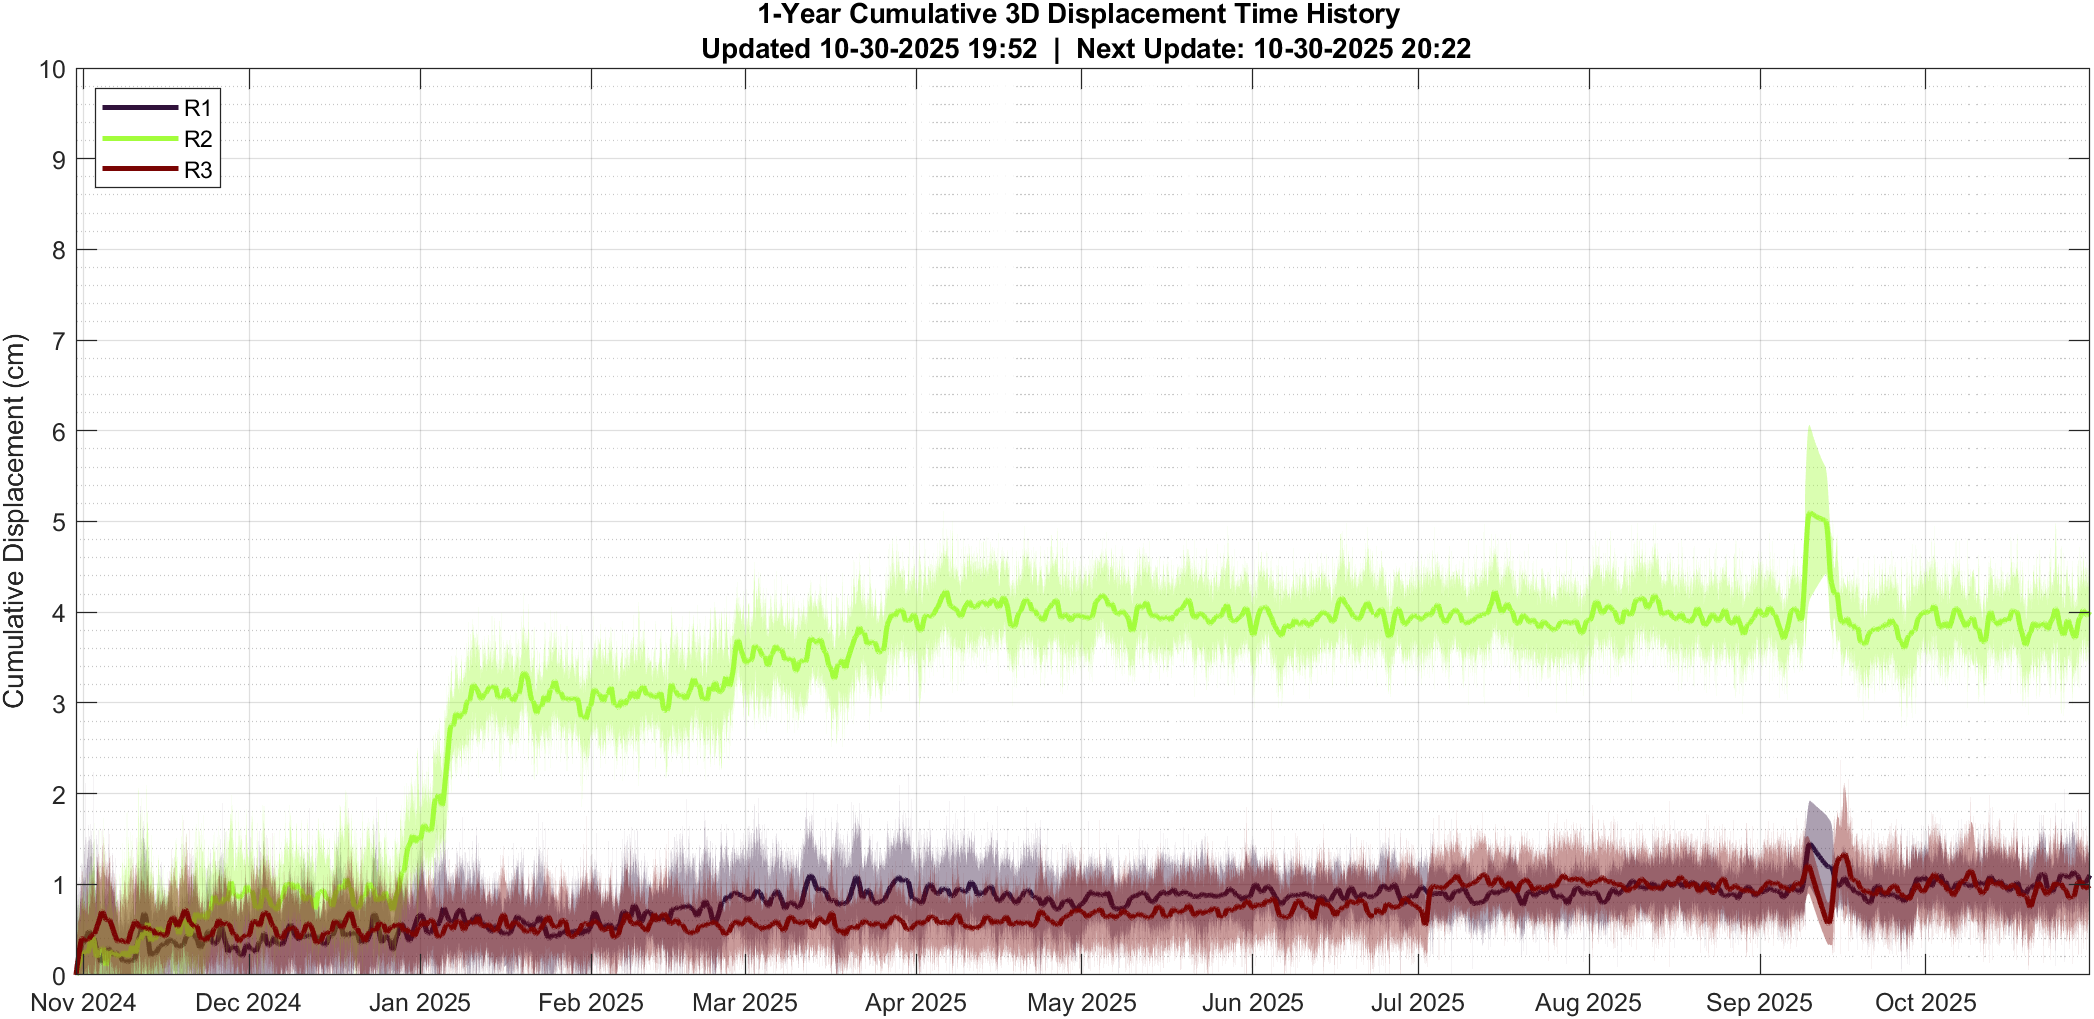 1-Year Cumulative 3D Displacement Time History
Updated 10-30-2025 19:52 | Next Update: 10-30-2025 20:22
R1
R2
R3
Cumulative Displacement (cm)
10
9
8
7
6
5
4
3
2
1
0
Nov 2024 Dec 2024 Jan 2025 Feb 2025 Mar 2025 Apr 2025 May 2025 Jun 2025 Jul 2025 Aug 2025 Sep 2025 Oct 2025